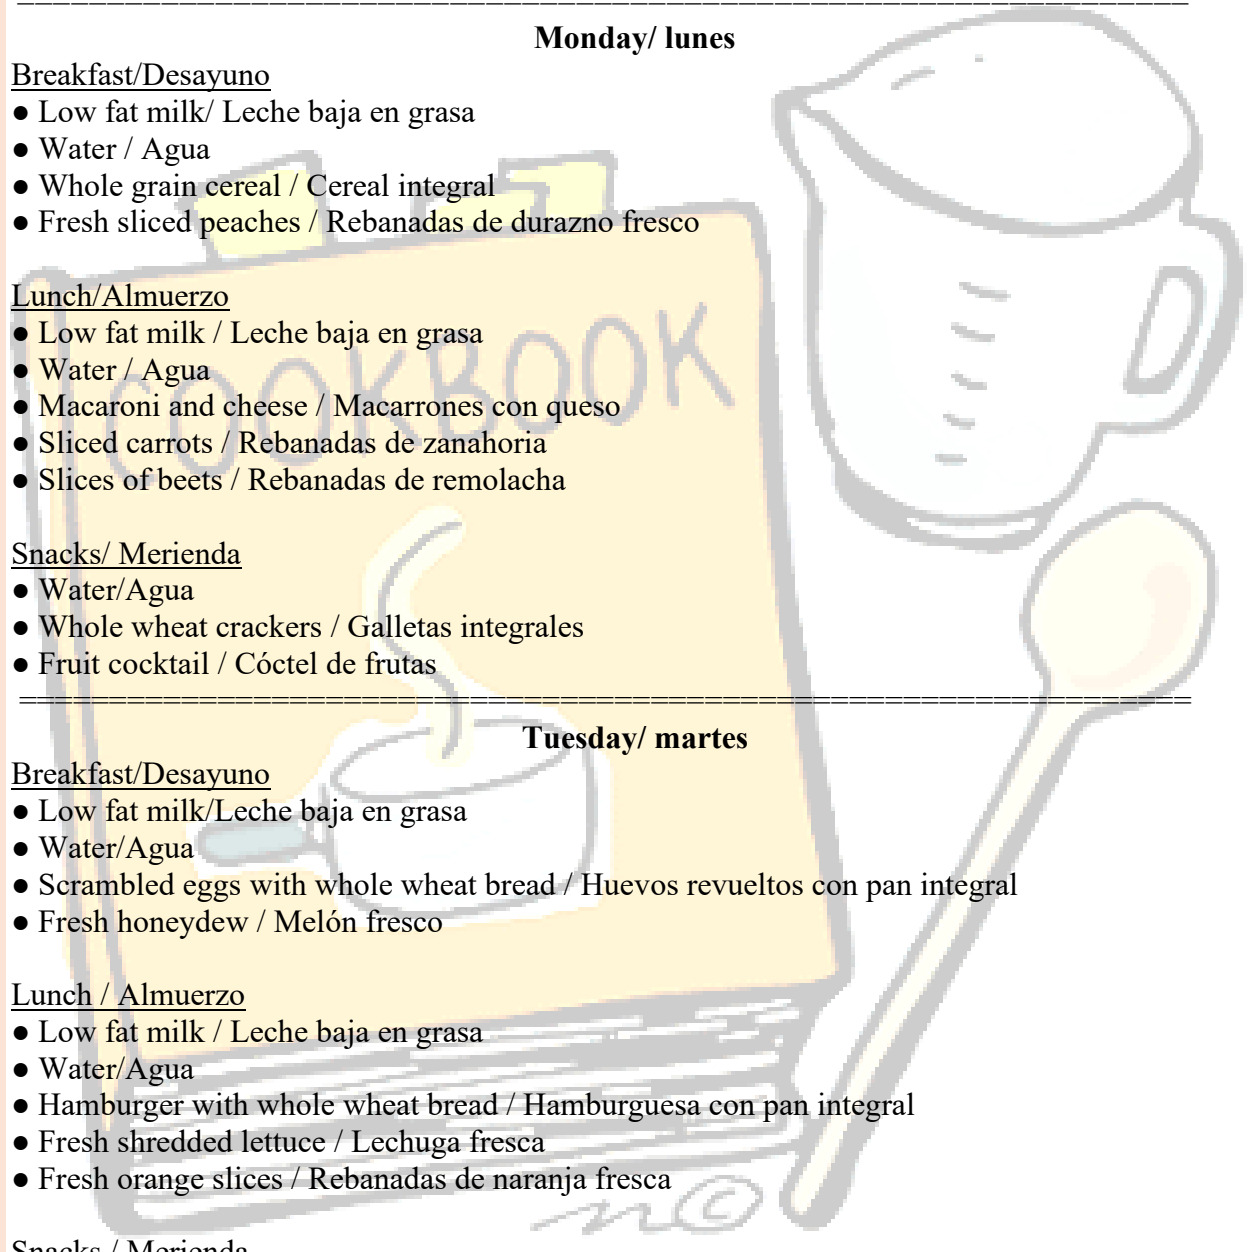 Monday/ lunes
Breakfast/Desayuno
● Low fat milk/ Leche baja en grasa
● Water / Agua
● Whole grain cereal / Cereal integral
● Fresh sliced peaches / Rebanadas de durazno fresco
Lunch/Almuerzo
● Low fat milk / Leche baja en grasa
● Water / Agua
● Macaroni and cheese / Macarrones con queso
● Sliced carrots / Rebanadas de zanahoria
● Slices of beets / Rebanadas de remolacha
COOKBOOK
Snacks/ Merienda
● Water/Agua
● Whole wheat crackers / Galletas integrales
● Fruit cocktail / Cóctel de frutas
Tuesday/ martes
Breakfast/Desayuno
● Low fat milk/Leche baja en grasa
● Water/Agua
● Scrambled eggs with whole wheat bread / Huevos revueltos con pan integral
● Fresh honeydew / Melón fresco
Lunch / Almuerzo
● Low fat milk / Leche baja en grasa
● Water/Agua
● Hamburger with whole wheat bread / Hamburguesa con pan integral
● Fresh shredded lettuce / Lechuga fresca
● Fresh orange slices / Rebanadas de naranja fresca
Snacks / Merienda